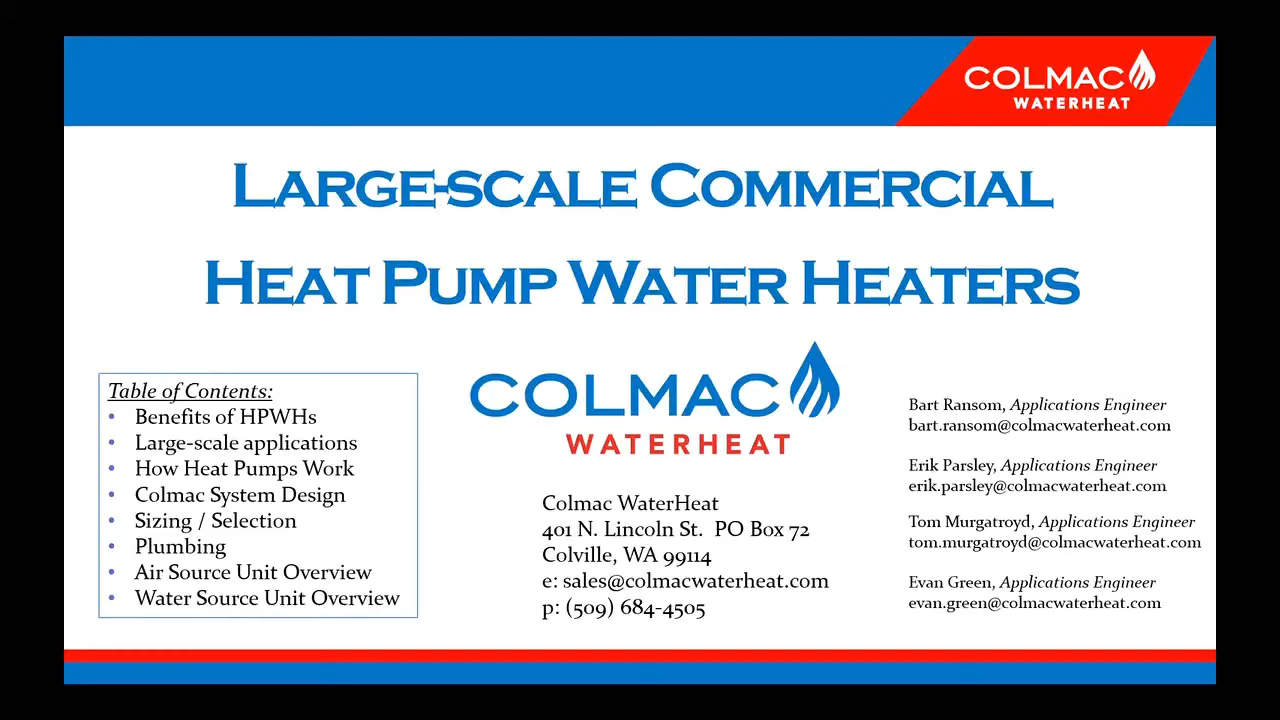 COLMAC
WATERHEAT
LARGE-SCALE COMMERCIAL
HEAT PUMP WATER HEATERS
Table of Contents:
• Benefits of HPWHs
• Large-scale applications
• How Heat Pumps Work
• Colmac System Design
• Sizing / Selection
• Plumbing
• Air Source Unit Overview
• Water Source Unit Overview
COLMAC
WATERHEAT
Colmac WaterHeat
401 N. Lincoln St.  PO Box 72
Colville, WA 99114
e: sales@colmacwaterheat.com
p: (509) 684-4505
Bart Ransom, Applications Engineer
bart.ransom@colmacwaterheat.com
Erik Parsley, Applications Engineer
erik.parsley@colmacwaterheat.com
Tom Murgatroyd, Applications Engineer
tom.murgatroyd@colmacwaterheat.com
Evan Green, Applications Engineer
evan.green@colmacwaterheat.com